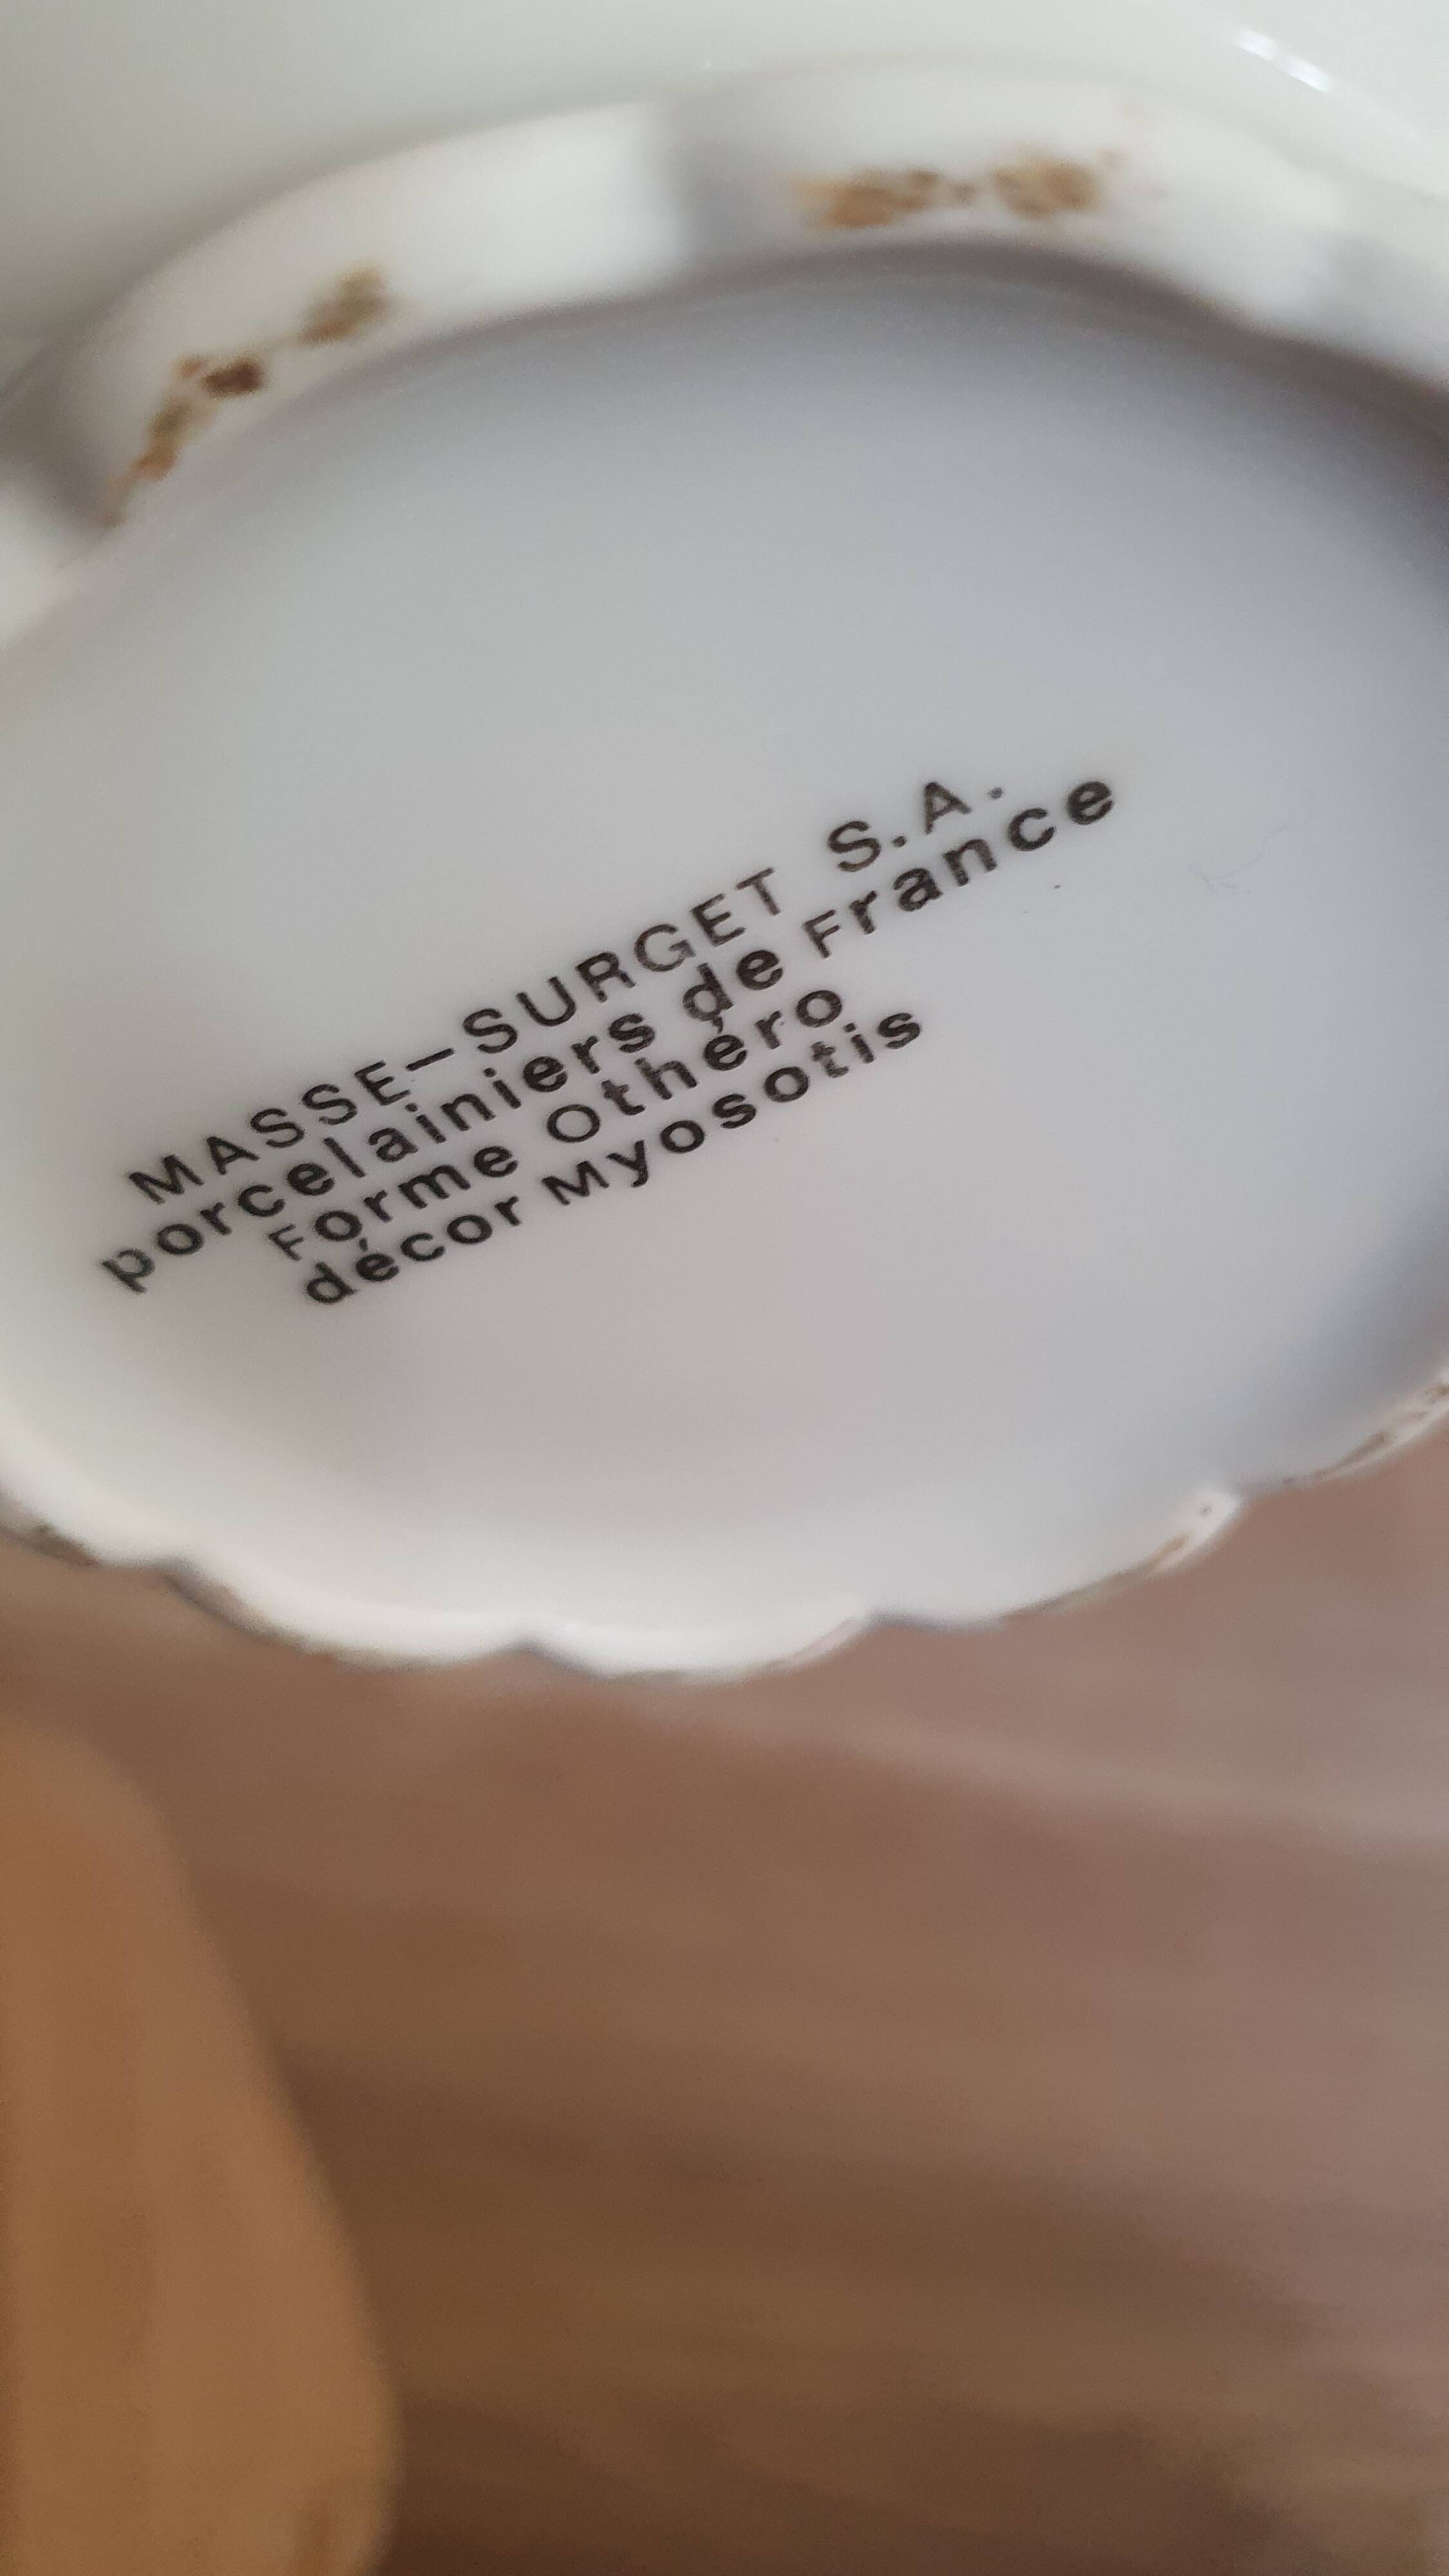 MASSE-SURGET S.A.
porcelainiers de France
Forme Othéro
décor Myosotis